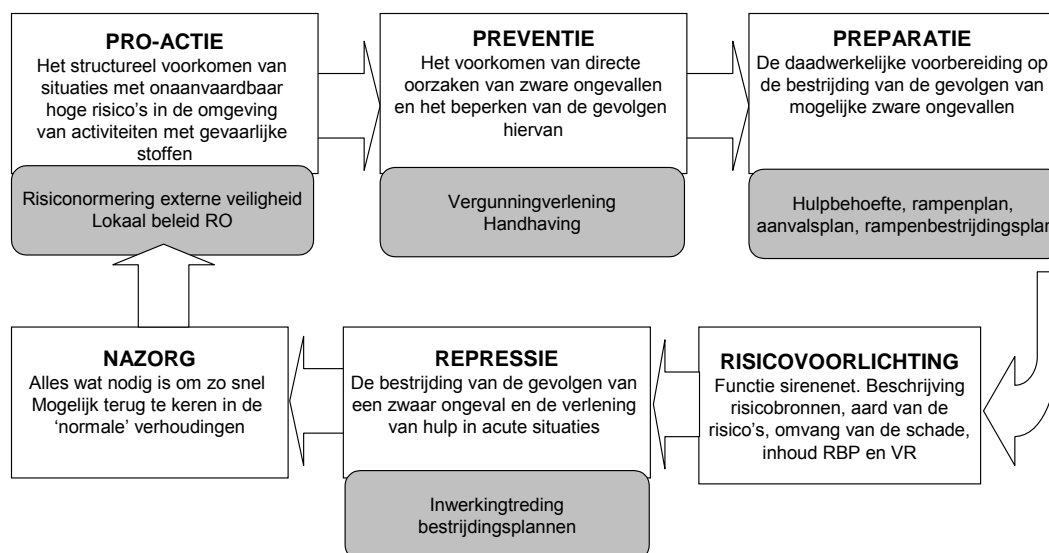 PRO-ACTIE
Het structureel voorkomen van
situaties met onaanvaardbaar
hoge risico's in de omgeving
van activiteiten met gevaarlijke
stoffen
Risiconormering externe veiligheid
Lokaal beleid RO
PREVENTIE
Het voorkomen van directe
oorzaken van zware ongevallen
en het beperken van de gevolgen
hiervan
Vergunningverlening
Handhaving
PREPARATIE
De daadwerkelijke voorbereiding op
de bestrijding van de gevolgen van
mogelijke zware ongevallen
Hulpbehoefte, rampenplan,
aanvalsplan, rampenbestrijdingsplan
RISICOVOORLICHTING
Functie sirenenet. Beschrijving
risicobronnen, aard van de
risico's, omvang van de schade,
inhoud RBP en VR
REPRESSIE
De bestrijding van de gevolgen van
een zwaar ongeval en de verlening
van hulp in acute situaties
Inwerkingtreding
bestrijdingsplannen
NAZORG
Alles wat nodig is om zo snel
Mogelijk terug te keren in de
'normale' verhoudingen